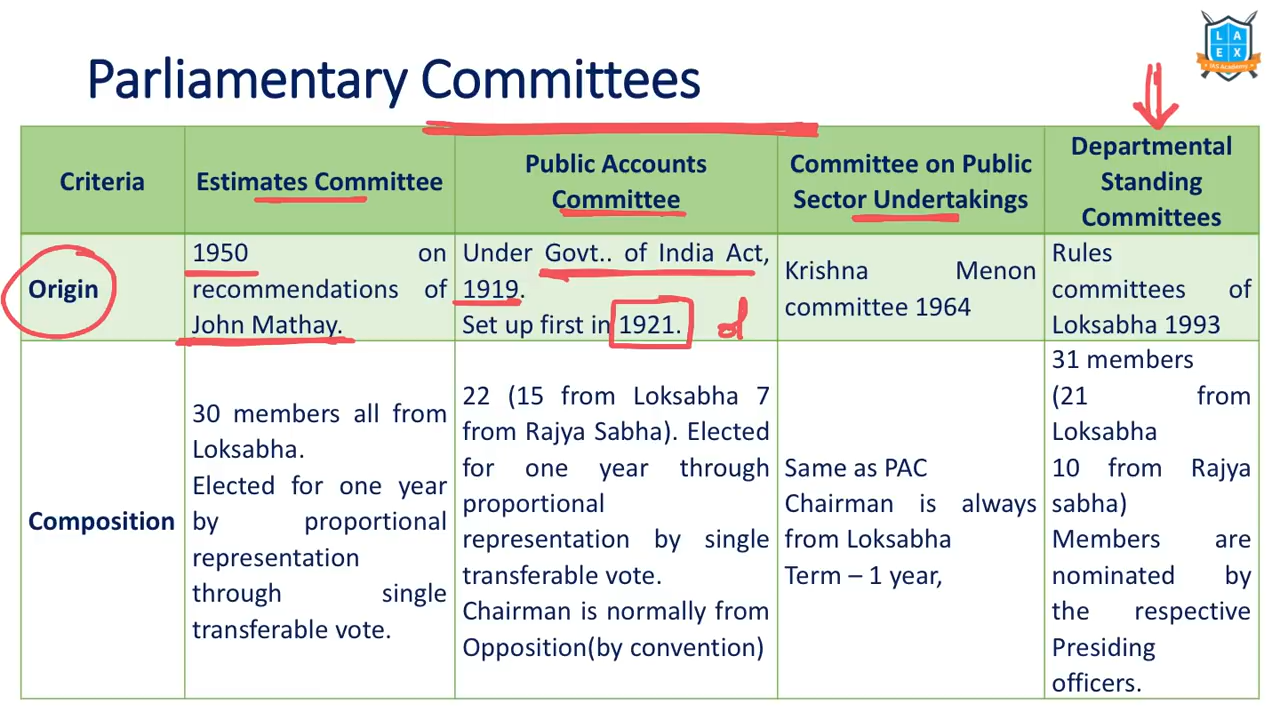 L A
E X
IAS Academy
Parliamentary Committees
Criteria
Estimates Committee
Public Accounts
Committee
Committee on Public
Sector Undertakings
Departmental
Standing
Committees
Origin
1950 on
recommendations of
John Mathay.
Under Govt.. of India Act,
1919.
Set up first in 1921.
Krishna Menon
committee 1964
Rules
committees of
Loksabha 1993
Composition
30 members all from
Loksabha.
Elected for one year
by proportional
representation
through single
transferable vote.
22 (15 from Loksabha 7
from Rajya Sabha). Elected
for one year through
proportional
representation by single
transferable vote.
Chairman is normally from
Opposition(by convention)
Same as PAC
Chairman is always
from Loksabha
Term – 1 year,
31 members
(21 from
Loksabha
10 from Rajya
sabha)
Members are
nominated by
the respective
Presiding
officers.